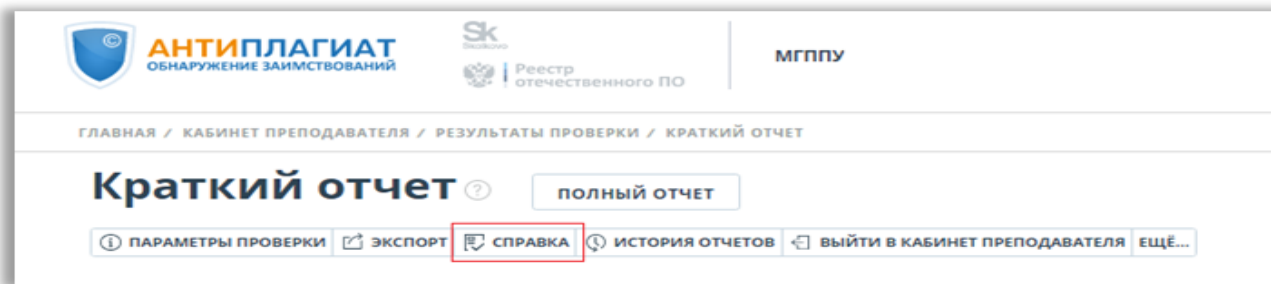 ©
АНТИПЛАГИАТ
ОБНАРУЖЕНИЕ ЗАИМСТВОВАНИЙ
Sk
Skolkovo
Реестр
отечественного ПО
МГППУ
ГЛАВНАЯ / КАБИНЕТ ПРЕПОДАВАТЕЛЯ / РЕЗУЛЬТАТЫ ПРОВЕРКИ / КРАТКИЙ ОТЧЕТ
Краткий отчет ? ПОЛНЫЙ ОТЧЕТ
ПАРАМЕТРЫ ПРОВЕРКИ ЭКСПОРТ СПРАВКА ИСТОРИЯ ОТЧЕТОВ ВЫЙТИ В КАБИНЕТ ПРЕПОДАВАТЕЛЯ ЕЩЁ...